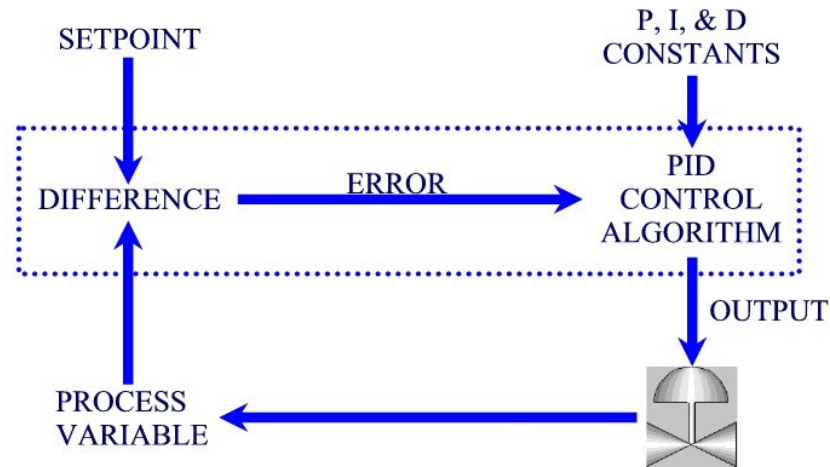 SETPOINT
P, I, & D
CONSTANTS
DIFFERENCE
ERROR
PID
CONTROL
ALGORITHM
OUTPUT
PROCESS
VARIABLE